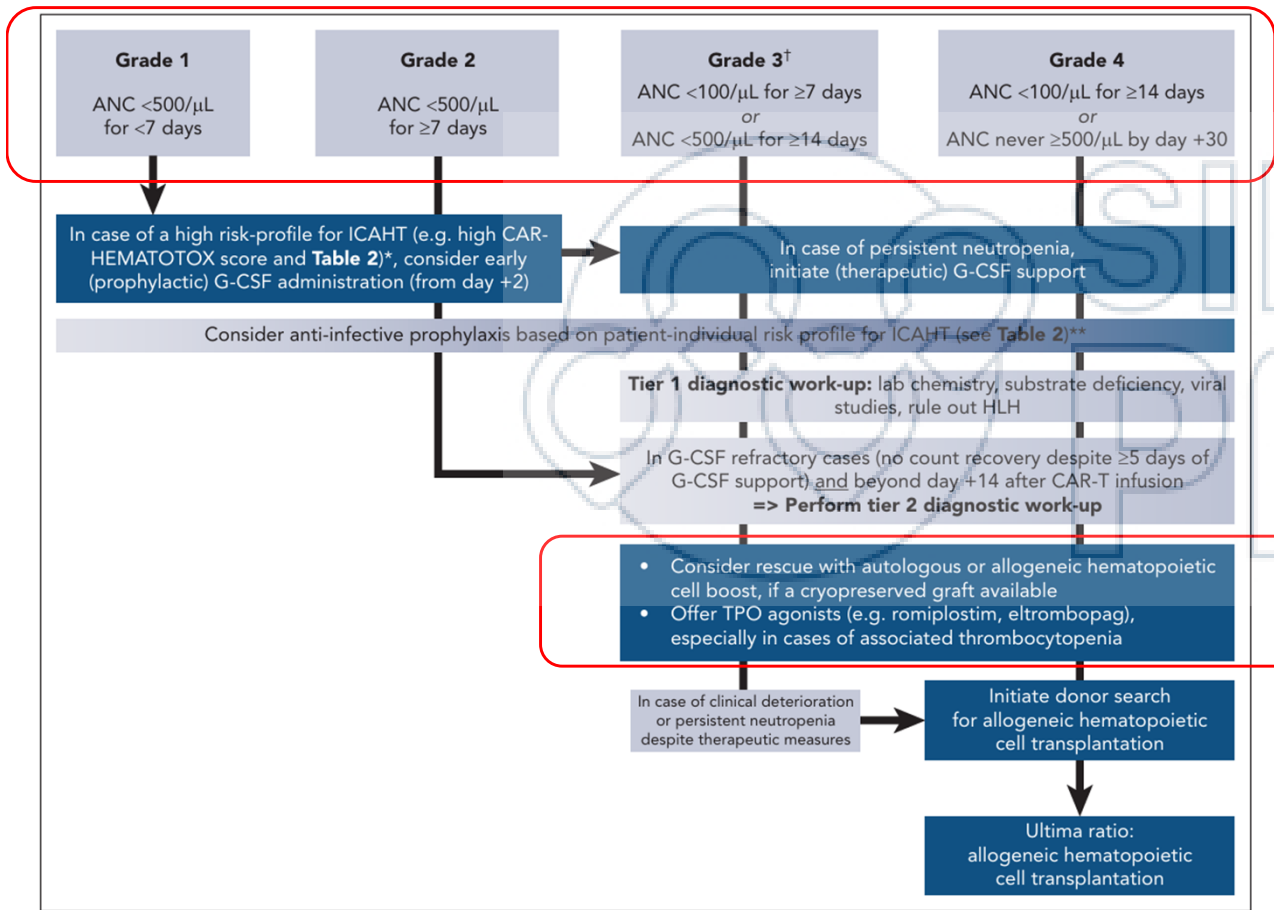 Grade 1
ANC <500/μL
for <7 days
Grade 2
ANC <500/μL
for ≥7 days
Grade 3†
ANC <100/μL for ≥7 days
or
ANC <500/μL for ≥14 days
Grade 4
ANC <100/μL for ≥14 days
or
ANC never ≥500/μL by day +30
In case of a high risk-profile for ICAHT (e.g. high CAR-
HEMATOTOX score and Table 2)*, consider early
(prophylactic) G-CSF administration (from day +2)
In case of persistent neutropenia,
initiate (therapeutic) G-CSF support
Consider anti-infective prophylaxis based on patient-individual risk profile for ICAHT (see Table 2)**
Tier 1 diagnostic work-up: lab chemistry, substrate deficiency, viral
studies, rule out HLH
In G-CSF refractory cases (no count recovery despite ≥5 days of
G-CSF support) and beyond day +14 after CAR-T infusion
=> Perform tier 2 diagnostic work-up
• Consider rescue with autologous or allogeneic hematopoietic
cell boost, if a cryopreserved graft available
• Offer TPO agonists (e.g. romiplostim, eltrombopag),
especially in cases of associated thrombocytopenia
In case of clinical deterioration
or persistent neutropenia
despite therapeutic measures
Initiate donor search
for allogeneic hematopoietic
cell transplantation
Ultima ratio:
allogeneic hematopoietic
cell transplantation